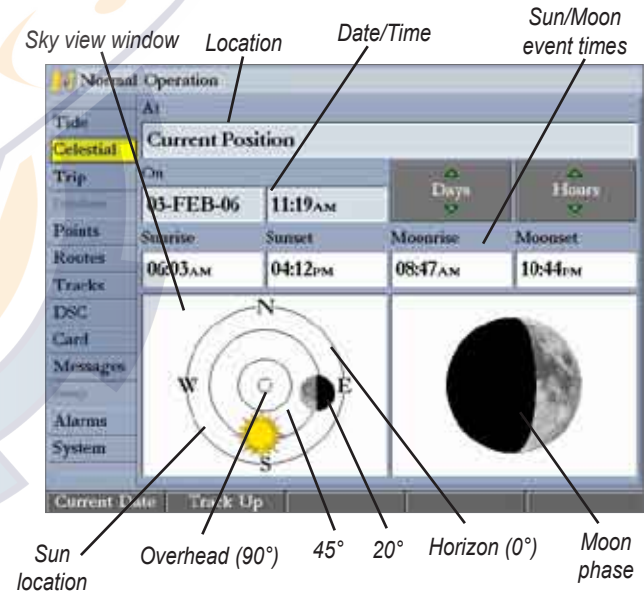 Sky view window
Location
Date/Time
Sun/Moon
event times
Normal Operation
At
Tide
Current Position
Celestial
Trip
On
Days
Hours
03-FEB-06
11:19AM
Points
Sunrise
Sunset
Moonrise
Moonset
Routes
06:03AM
04:12PM
08:47AM
10:44PM
Tracks
DSC
Card
Messages
Alarms
System
N
W
E
S
Current Date
Track Up
Sun
location
Overhead (90°)
45°
20°
Horizon (0°)
Moon
phase